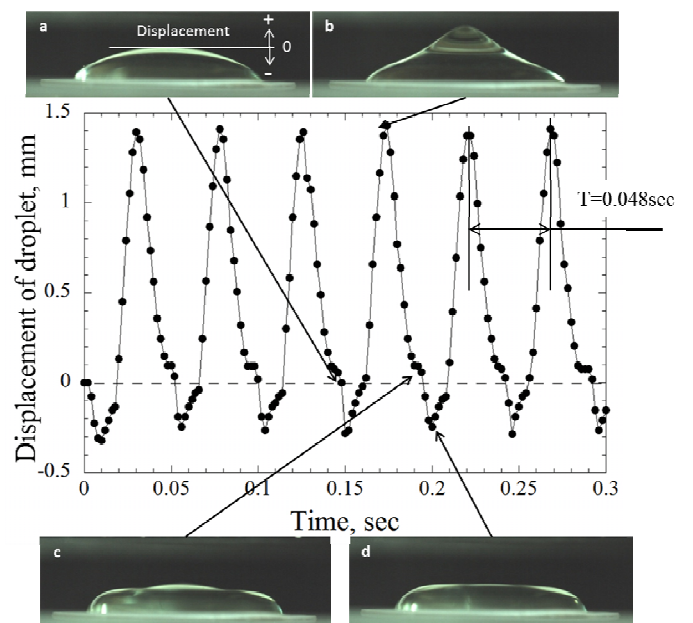 a
Displacement
+
0
-
b
1.5
1
0.5
0
-0.5
Displacement of droplet, mm
T=0.048sec
0
0.05
0.1
0.15
0.2
0.25
0.3
Time, sec
c
d